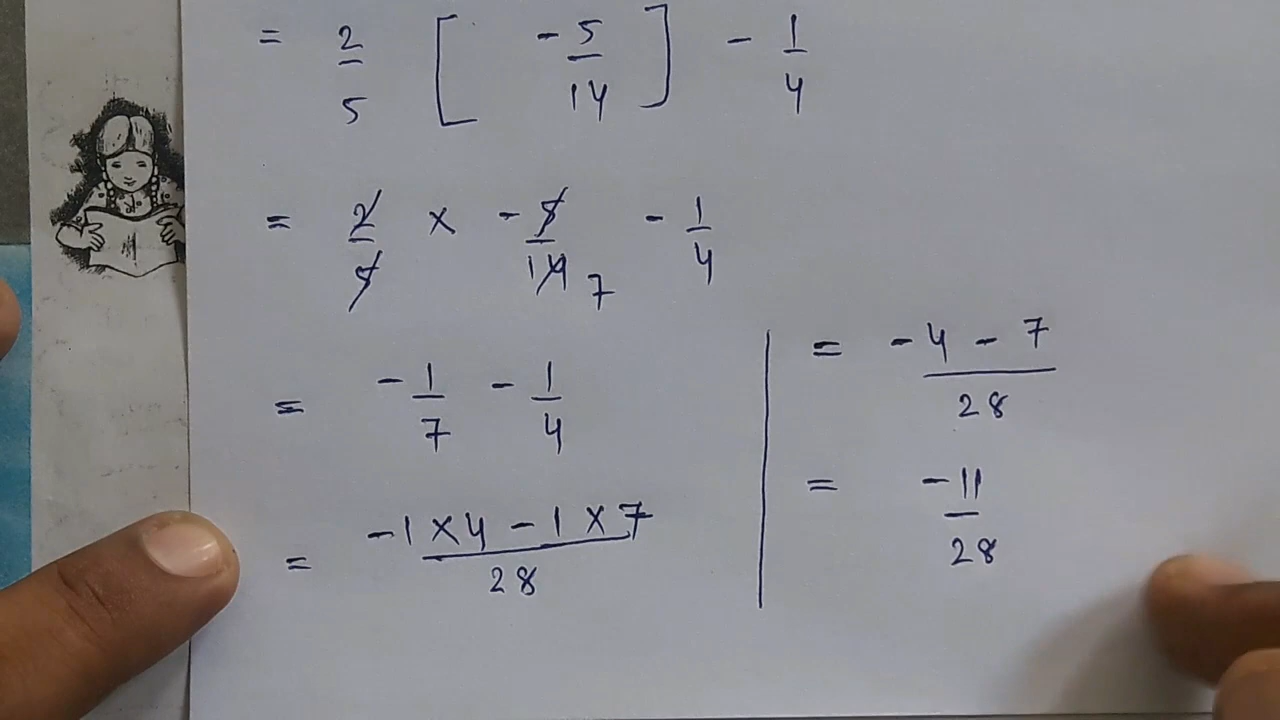 = 2/5 [ -5/14 ] - 1/4
= 2/5 × -5/14 7 - 1/4
= -1/7 - 1/4
= -1×4 - 1×7/28
= -4 - 7/28
= -11/28